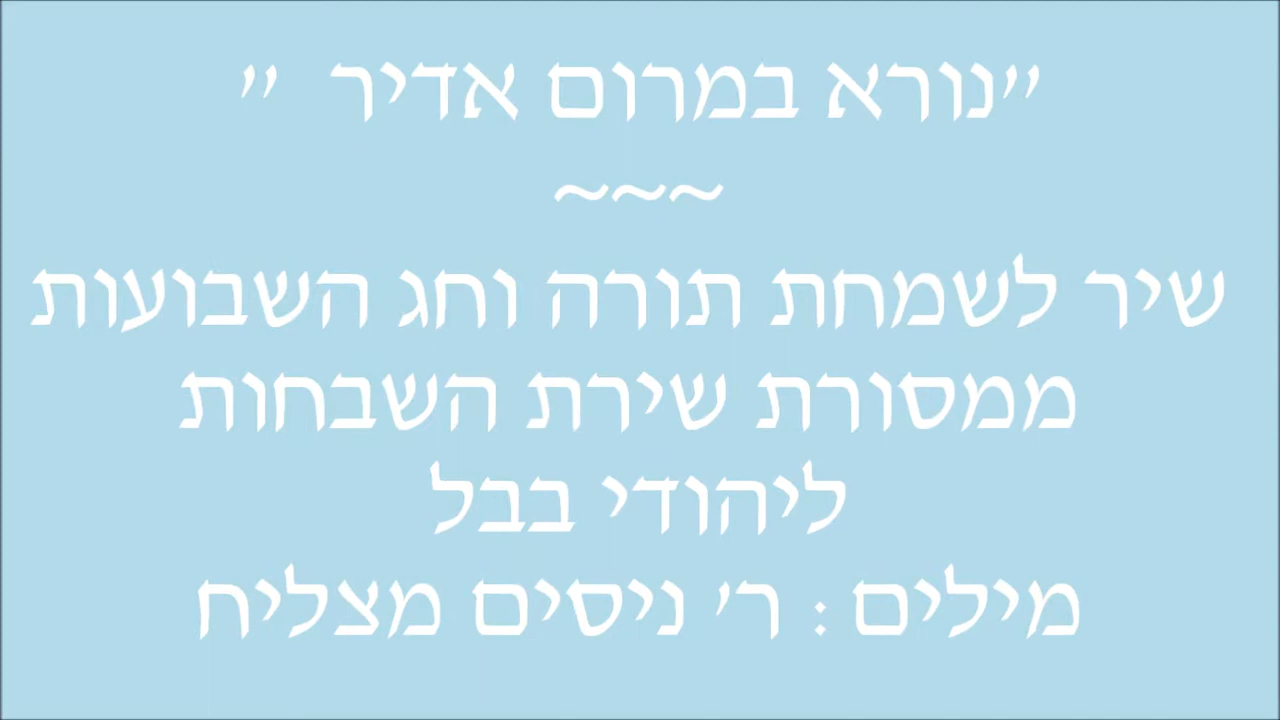 "נורא במרום אדיר "
~~~
שיר לשמחת תורה וחג השבועות
ממסורת שירת השבחות
ליהודי בבל
מילים : ר' ניסים מצליח